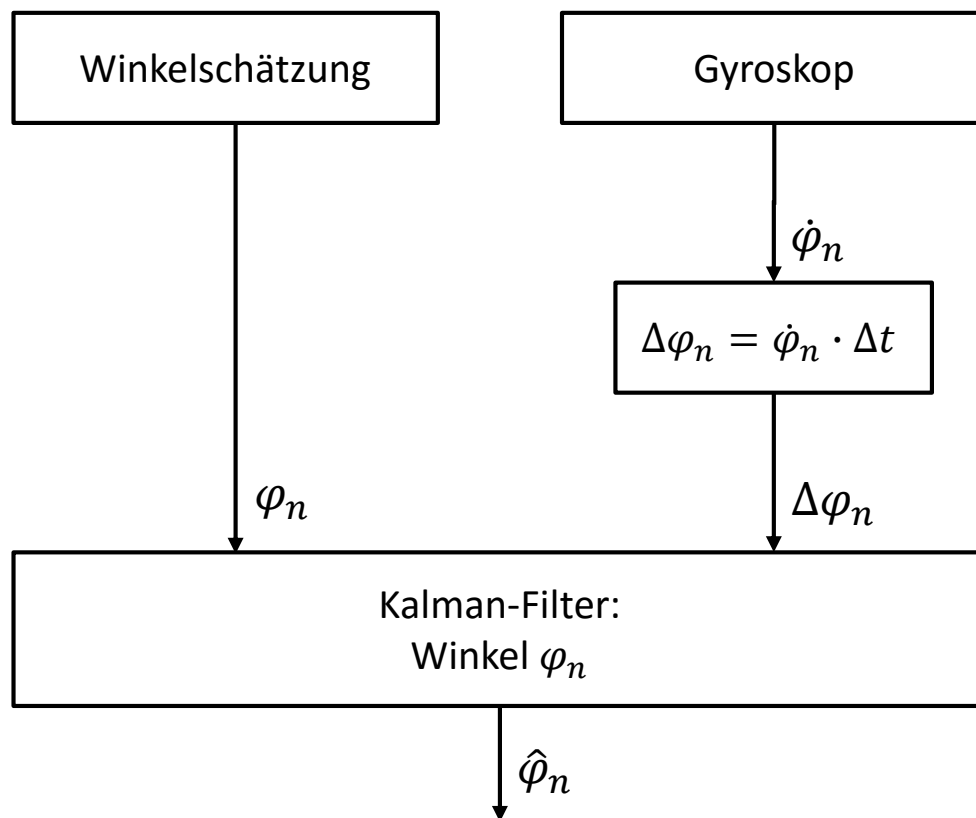 Winkelschätzung
Gyroskop
φ̇ₙ
Δφₙ = φ̇ₙ · Δt
φₙ
Δφₙ
Kalman-Filter:
Winkel φₙ
φ̂ₙ